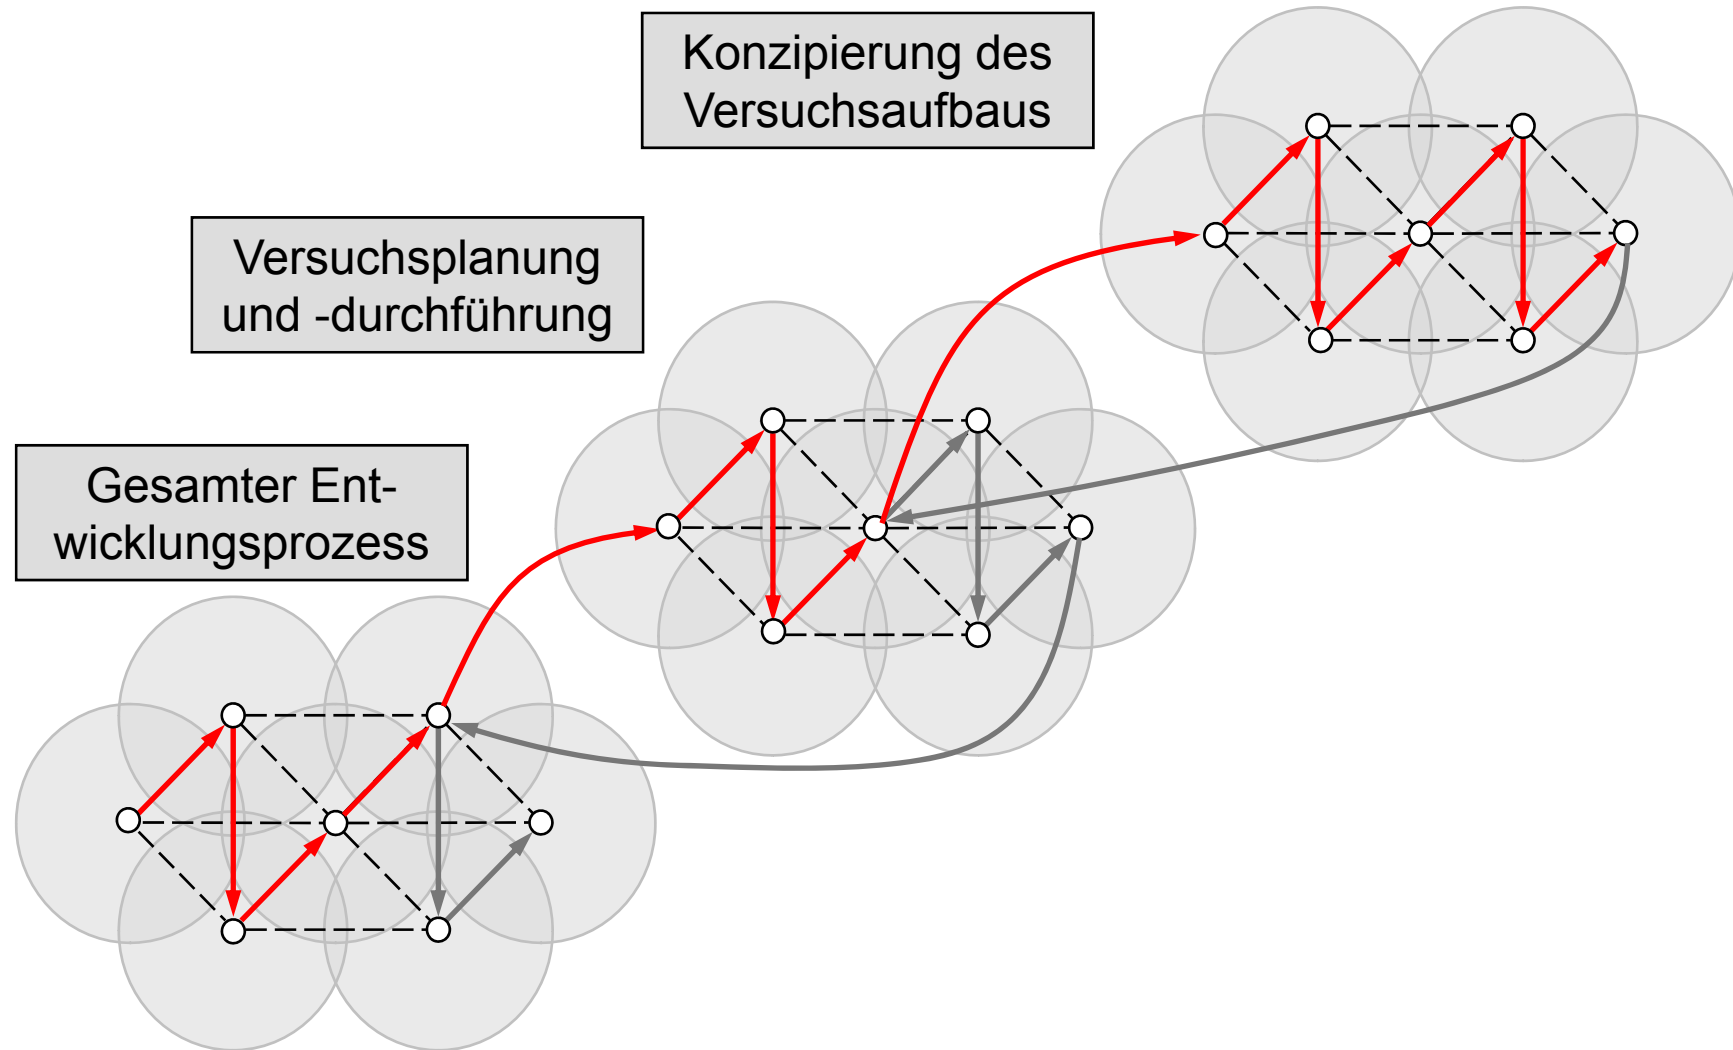 Konzipierung des
Versuchsaufbaus
Versuchsplanung
und -durchführung
Gesamter Ent-
wicklungsprozess